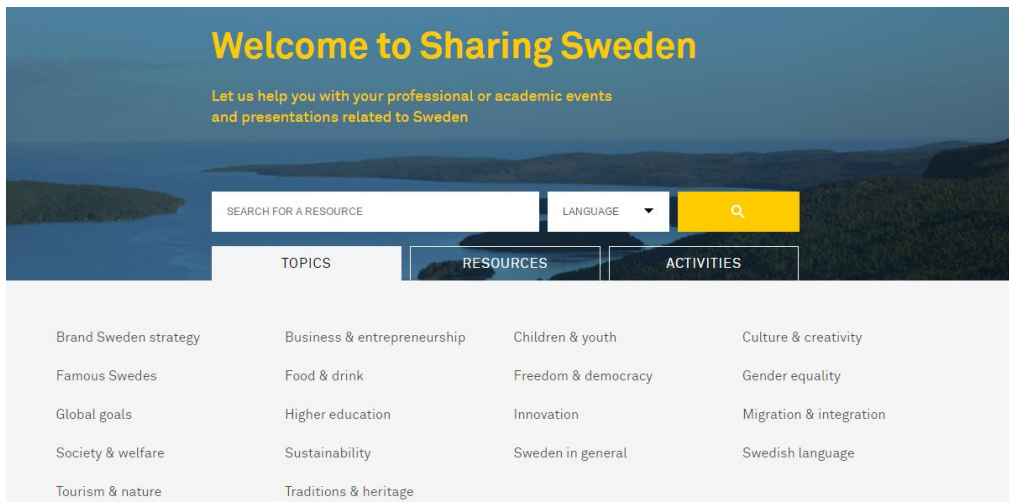 Welcome to Sharing Sweden
Let us help you with your professional or academic events
and presentations related to Sweden
SEARCH FOR A RESOURCE
LANGUAGE
TOPICS
RESOURCES
ACTIVITIES
Brand Sweden strategy
Business & entrepreneurship
Children & youth
Culture & creativity
Famous Swedes
Food & drink
Freedom & democracy
Gender equality
Global goals
Higher education
Innovation
Migration & integration
Society & welfare
Sustainability
Sweden in general
Swedish language
Tourism & nature
Traditions & heritage